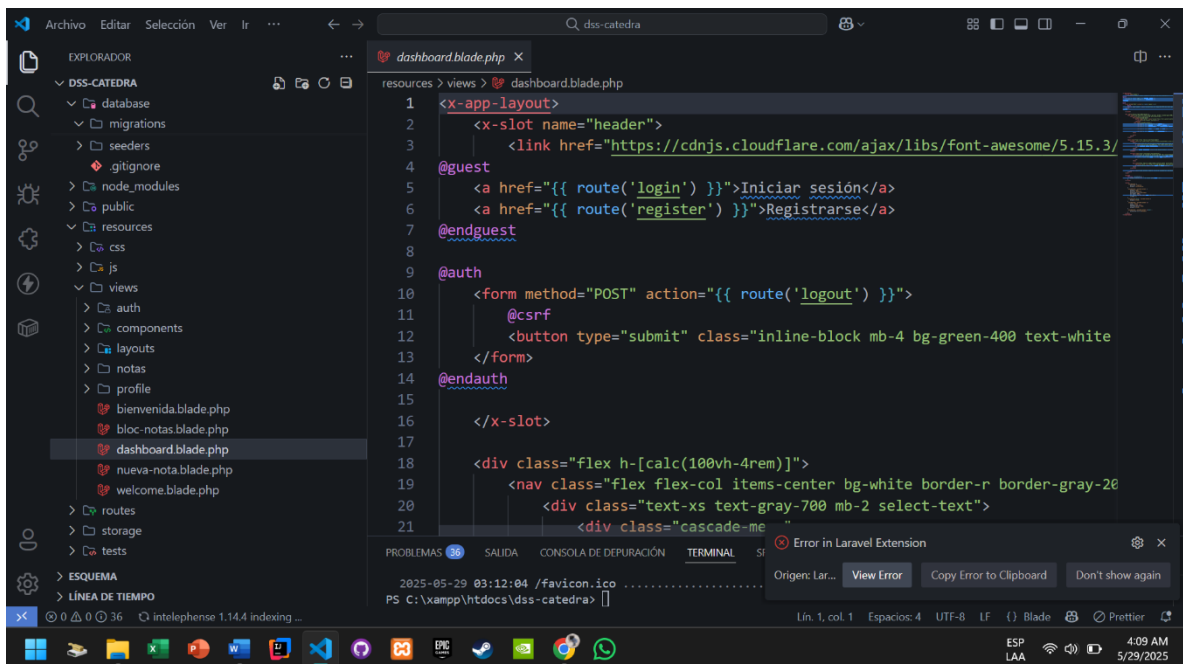 Archivo Editar Selección Ver Ir ···
dss-catedra
EXPLORADOR
DSS-CATEDRA
database
migrations
seeders
.gitignore
node_modules
public
resources
css
js
views
auth
components
layouts
notas
profile
bienvenida.blade.php
bloc-notas.blade.php
dashboard.blade.php
nueva-nota.blade.php
welcome.blade.php
routes
storage
tests
ESQUEMA
LÍNEA DE TIEMPO
dashboard.blade.php
resources > views > dashboard.blade.php
1 <x-app-layout>
2 <x-slot name="header">
3 <link href="https://cdnjs.cloudflare.com/ajax/libs/font-awesome/5.15.3/
4 @guest
5 <a href="{{ route('login') }}">Iniciar sesión</a>
6 <a href="{{ route('register') }}">Registrarse</a>
7 @endguest
8
9 @auth
10 <form method="POST" action="{{ route('logout') }}">
11 @csrf
12 <button type="submit" class="inline-block mb-4 bg-green-400 text-white
13 </form>
14 @endauth
15
16 </x-slot>
17
18 <div class="flex h-[calc(100vh-4rem)]">
19 <nav class="flex flex-col items-center bg-white border-r border-gray-20
20 <div class="text-xs text-gray-700 mb-2 select-text">
21 <div class="cascade-me
PROBLEMAS 36 SALIDA CONSOLA DE DEPURACIÓN TERMINAL
2025-05-29 03:12:04 /favicon.ico ....................
PS C:\xampp\htdocs\dss-catedra>
Error in Laravel Extension
Origen: Lar... View Error Copy Error to Clipboard Don't show again
0 0 36 intelephense 1.14.4 indexing ... Lín. 1, col. 1 Espacios: 4 UTF-8 LF {} Blade Prettier
EPIC
GAMES
ESP
LAA
4:09 AM
5/29/2025